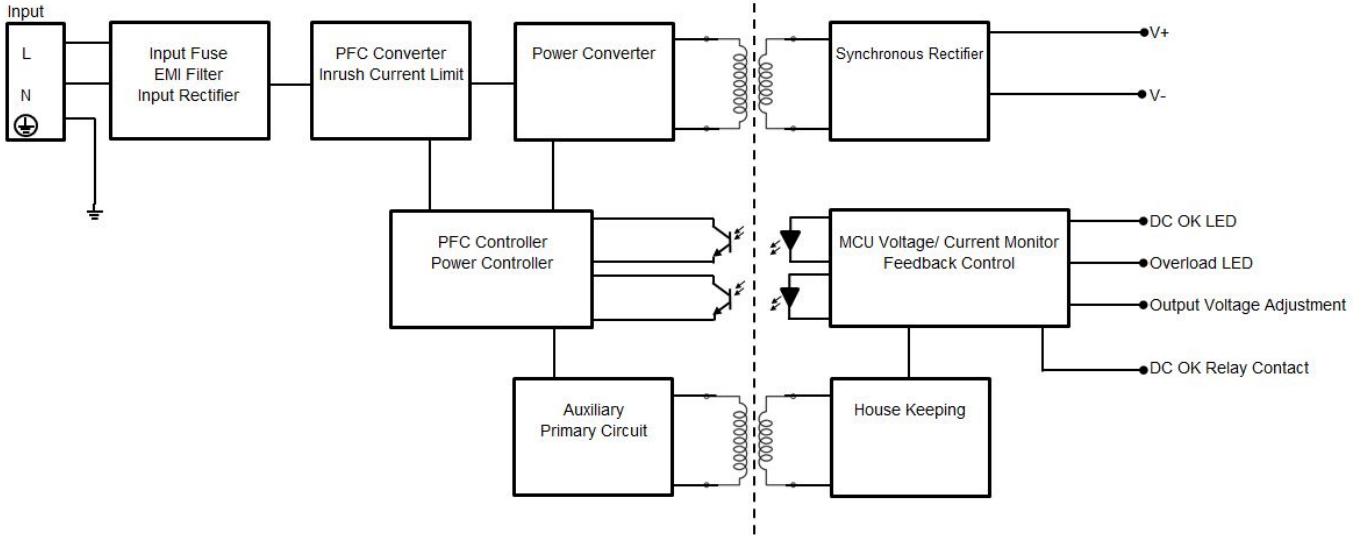 Input
L
N
Input Fuse
EMI Filter
Input Rectifier
PFC Converter
Inrush Current Limit
Power Converter
Synchronous Rectifier
V+
V-
PFC Controller
Power Controller
MCU Voltage/ Current Monitor
Feedback Control
DC OK LED
Overload LED
Output Voltage Adjustment
DC OK Relay Contact
Auxiliary
Primary Circuit
House Keeping